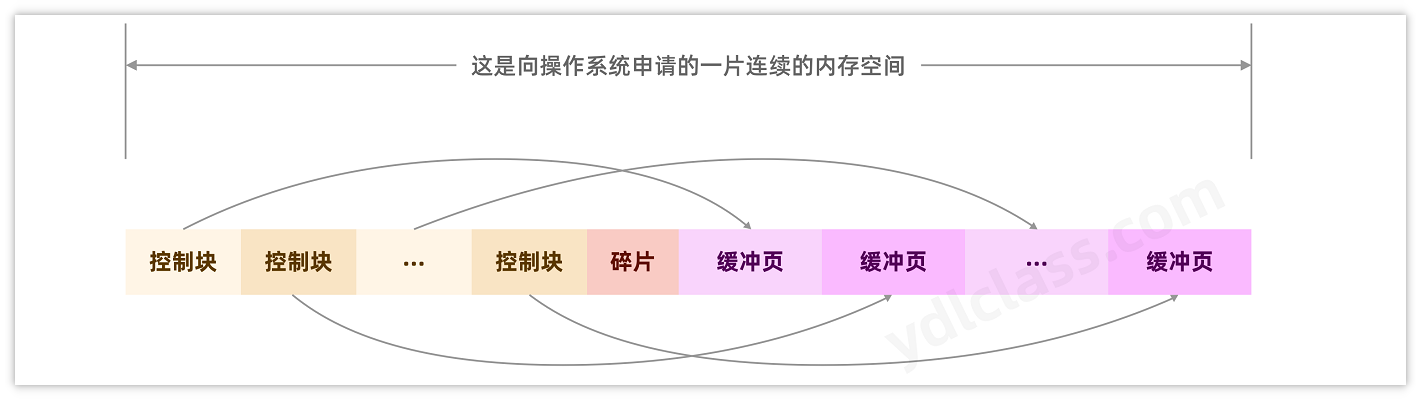 这是向操作系统申请的一片连续的内存空间
控制块 控制块 ... 控制块 碎片 缓冲页 缓冲页 ... 缓冲页
ydlclass.com